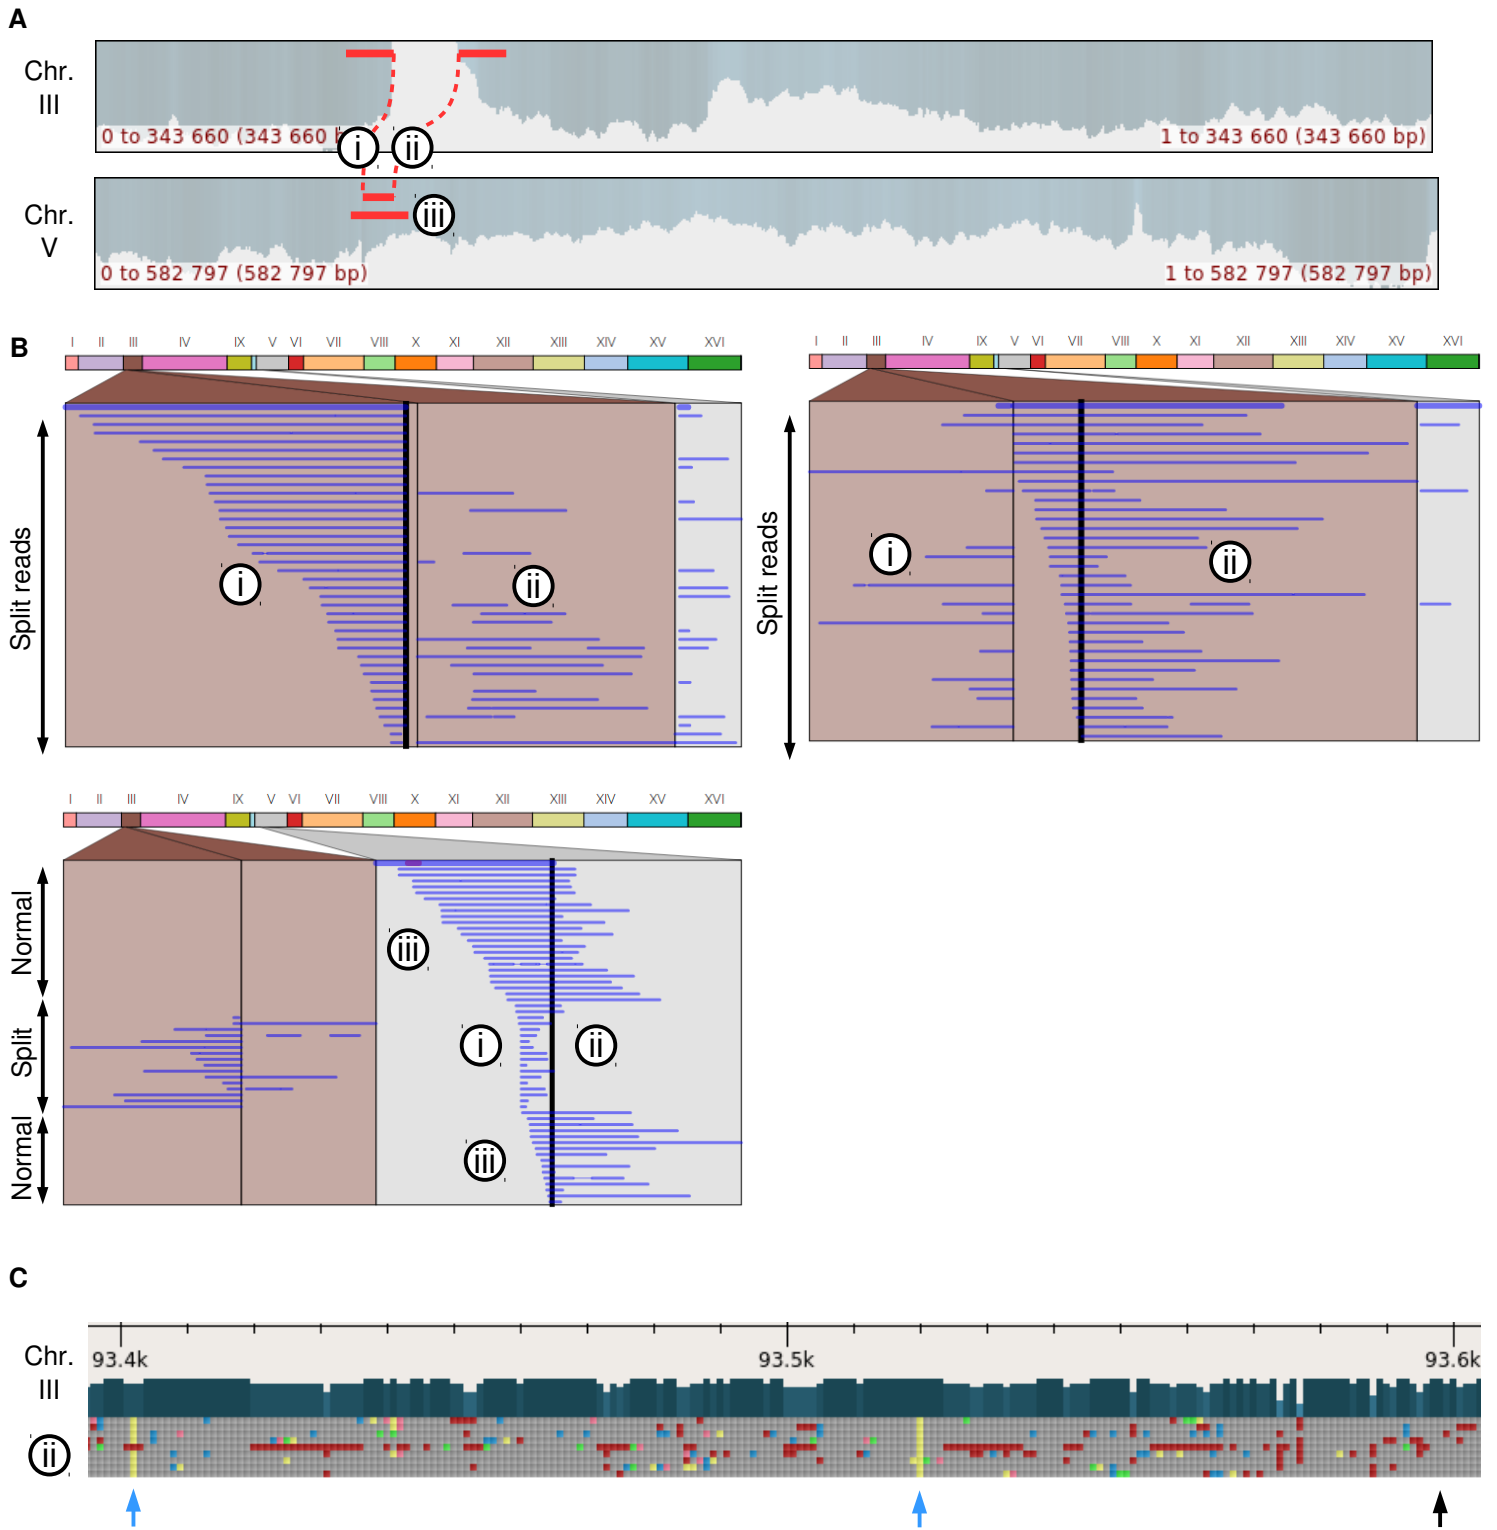 A
Chr.
III
0 to 343 660 (343 660 b
1 to 343 660 (343 660 bp)
i
ii
Chr.
V
iii
0 to 582 797 (582 797 bp)
1 to 582 797 (582 797 bp)
B
I II III IV IX V VI VII VIII X XI XII XIII XIV XV XVI
Split reads
i
ii
I II III IV IX V VI VII VIII X XI XII XIII XIV XV XVI
Split reads
i
ii
I II III IV IX V VI VII VIII X XI XII XIII XIV XV XVI
Normal
Split
Normal
iii
i
ii
iii
C
93.4k 93.5k 93.6k
Chr.
III
ii